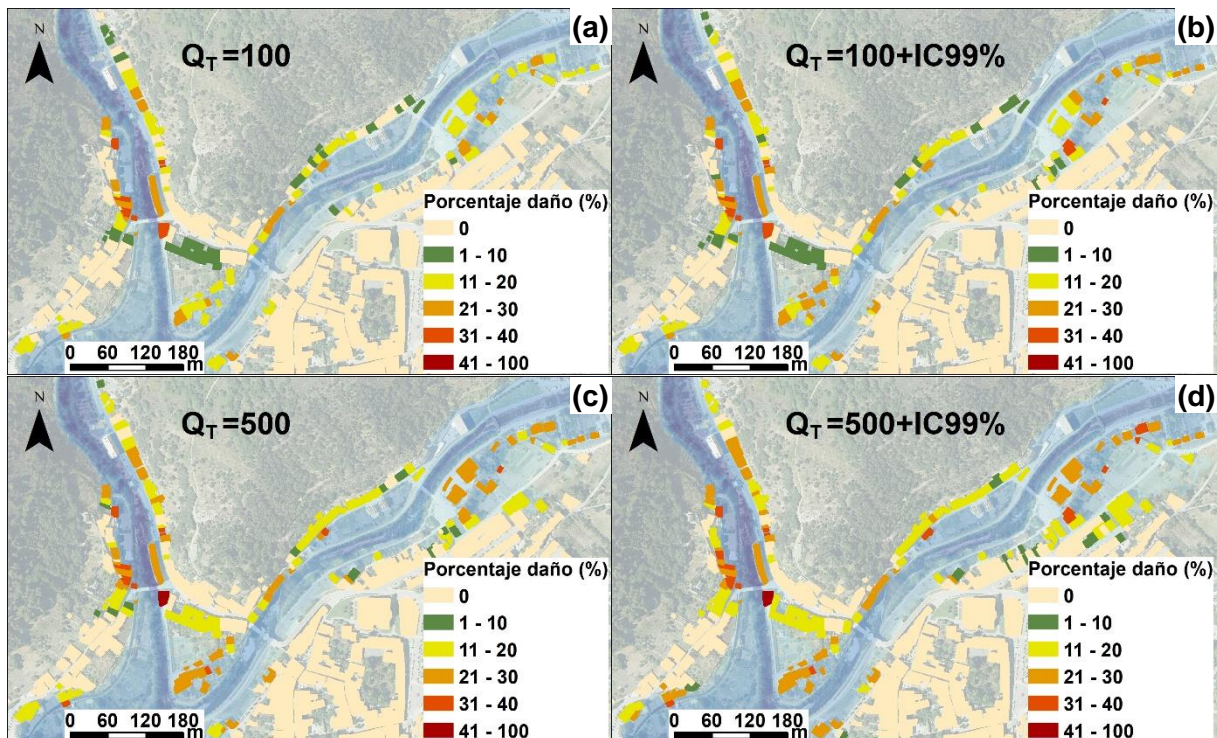 N
Q_T=100
(a)
Porcentaje daño (%)
0
1 - 10
11 - 20
21 - 30
31 - 40
41 - 100
0 60 120 180
m
N
Q_T=100+IC99%
(b)
Porcentaje daño (%)
0
1 - 10
11 - 20
21 - 30
31 - 40
41 - 100
0 60 120 180
m
N
Q_T=500
(c)
Porcentaje daño (%)
0
1 - 10
11 - 20
21 - 30
31 - 40
41 - 100
0 60 120 180
m
N
Q_T=500+IC99%
(d)
Porcentaje daño (%)
0
1 - 10
11 - 20
21 - 30
31 - 40
41 - 100
0 60 120 180
m